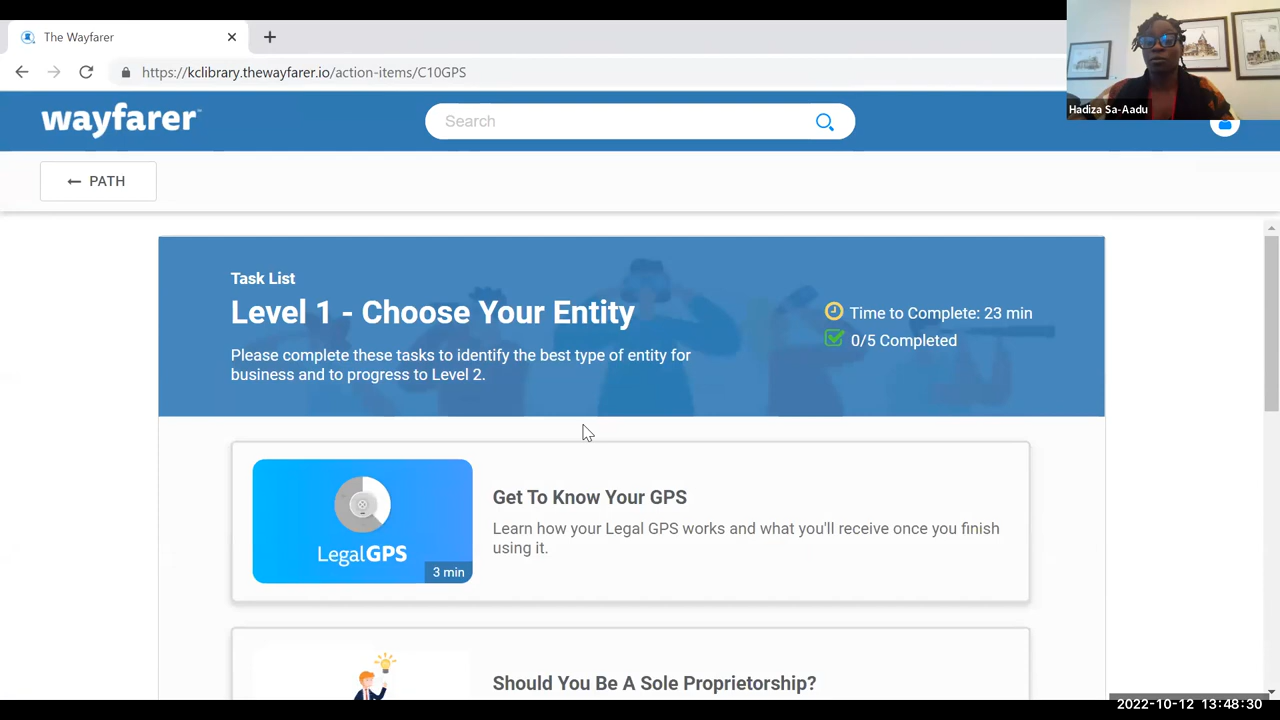 The Wayfarer
https://kclibrary.thewayfarer.io/action-items/C10GPS
Hadiza Sa-Aadu
wayfarer™
Search
← PATH
Task List
Level 1 - Choose Your Entity
Time to Complete: 23 min
0/5 Completed
Please complete these tasks to identify the best type of entity for
business and to progress to Level 2.
LegalGPS
3 min
Get To Know Your GPS
Learn how your Legal GPS works and what you'll receive once you finish
using it.
Should You Be A Sole Proprietorship?
2022-10-12 13:48:30